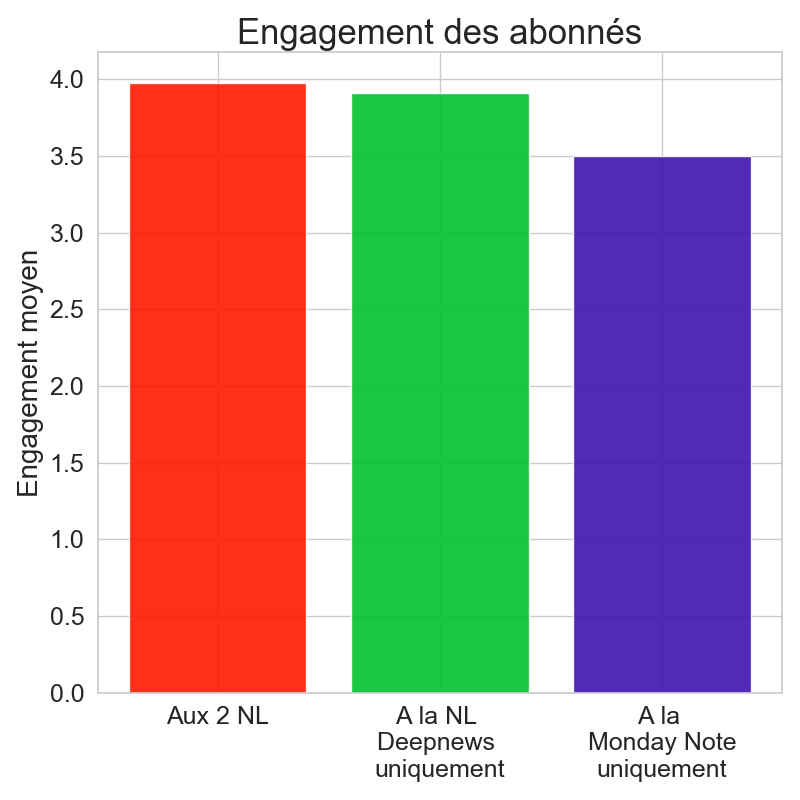 Engagement des abonnés
Engagement moyen
4.0
3.5
3.0
2.5
2.0
1.5
1.0
0.5
0.0
Aux 2 NL
A la NL
Deepnews
uniquement
A la
Monday Note
uniquement